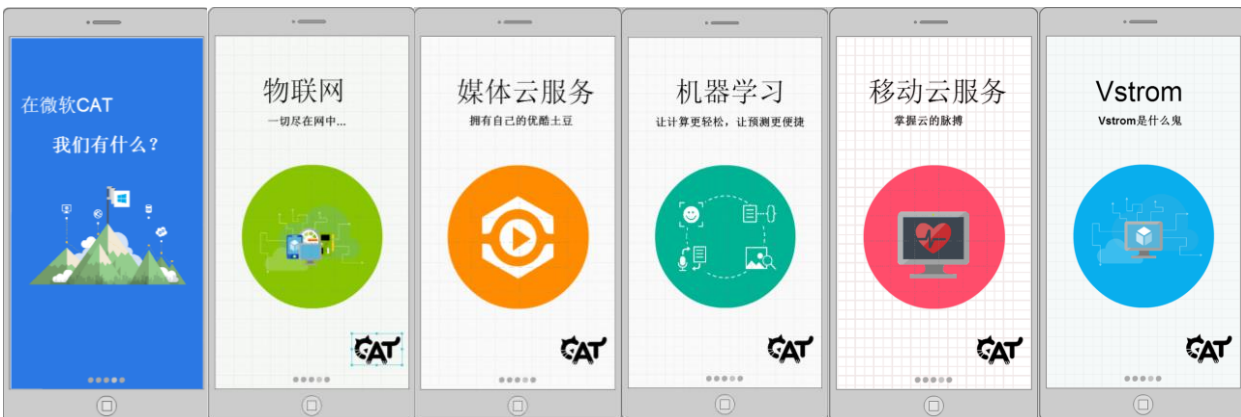 在微软CAT
我们有什么?
物联网
一切尽在网中...
CAT
媒体云服务
拥有自己的优酷土豆
CAT
机器学习
让计算更轻松，让预测更便捷
CAT
移动云服务
掌握云的脉搏
CAT
Vstrom
Vstrom是什么鬼
CAT